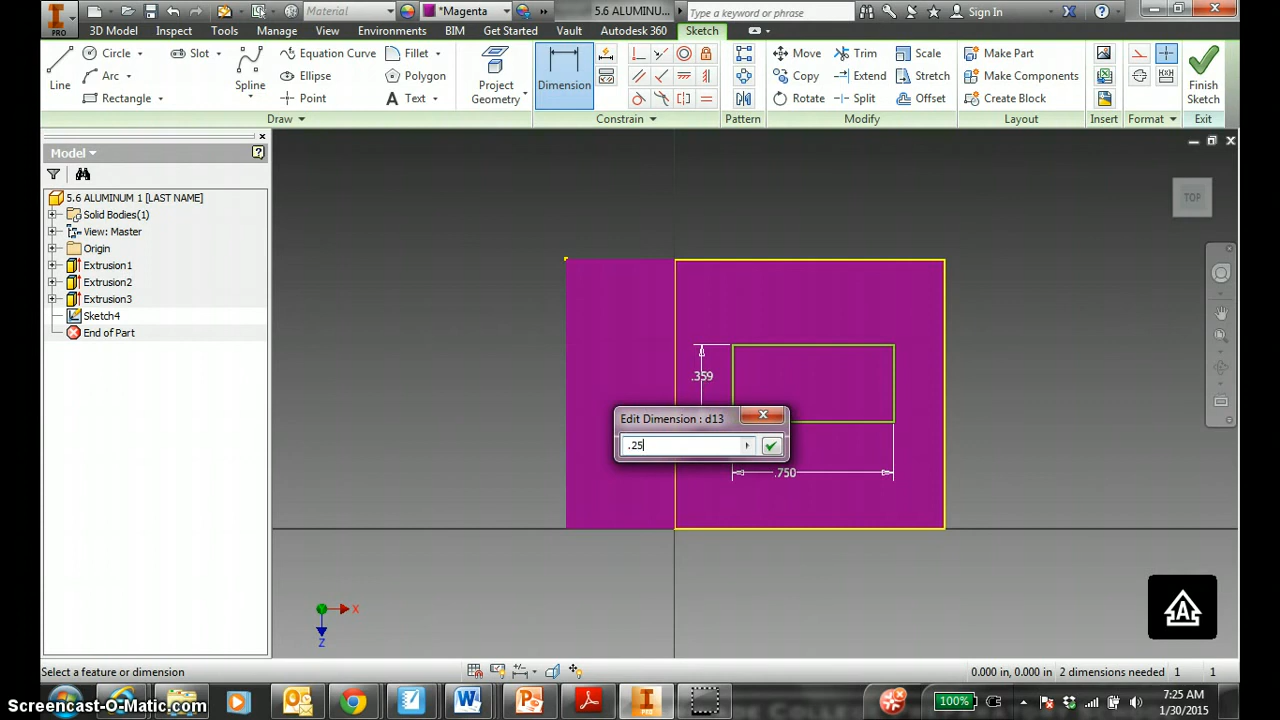 PRO
Material
*Magenta
5.6 ALUMINU...
Type a keyword or phrase
Sign In
3D Model
Inspect
Tools
Manage
View
Environments
BIM
Get Started
Vault
Autodesk 360
Sketch
Line
Circle
Arc
Rectangle
Slot
Spline
Equation Curve
Ellipse
Point
Fillet
Polygon
Text
Project
Geometry
Dimension
Move
Copy
Rotate
Trim
Extend
Split
Scale
Stretch
Offset
Make Part
Make Components
Create Block
Finish
Sketch
Draw
Constrain
Pattern
Modify
Layout
Insert
Format
Exit
Model
5.6 ALUMINUM 1 [LAST NAME]
Solid Bodies(1)
View: Master
Origin
Extrusion1
Extrusion2
Extrusion3
Sketch4
End of Part
TOP
.359
Edit Dimension : d13
.25
.750
X
Z
A
Select a feature or dimension
0.000 in, 0.000 in
2 dimensions needed
1
1
Screencast-O-Matic.com
100%
7:25 AM
1/30/2015